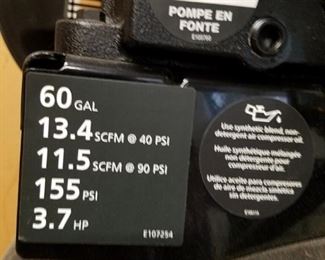 POMPE EN
FONTE
60 GAL
13.4 SCFM @ 40 PSI
11.5 SCFM @ 90 PSI
155 PSI
3.7 HP
E107254
Use synthetic blend, non-
detergent air compressor oil.
Huile synthétique mélangée
non détergente pour
compresseur d'air.
Utilice aceite para compresores
de aire de mezcla sintética
sin detergentes.